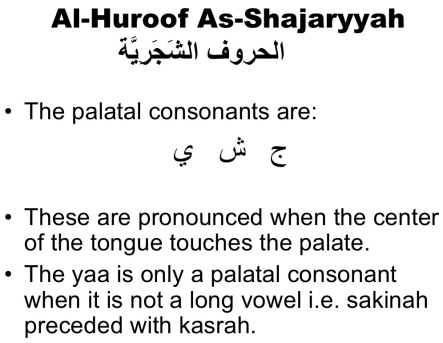 Al-Huroof As-Shajaryyah
الحروف الشَجَرِيَّة
• The palatal consonants are:
ج ش ي
• These are pronounced when the center
of the tongue touches the palate.
• The yaa is only a palatal consonant
when it is not a long vowel i.e. sakinah
preceded with kasrah.